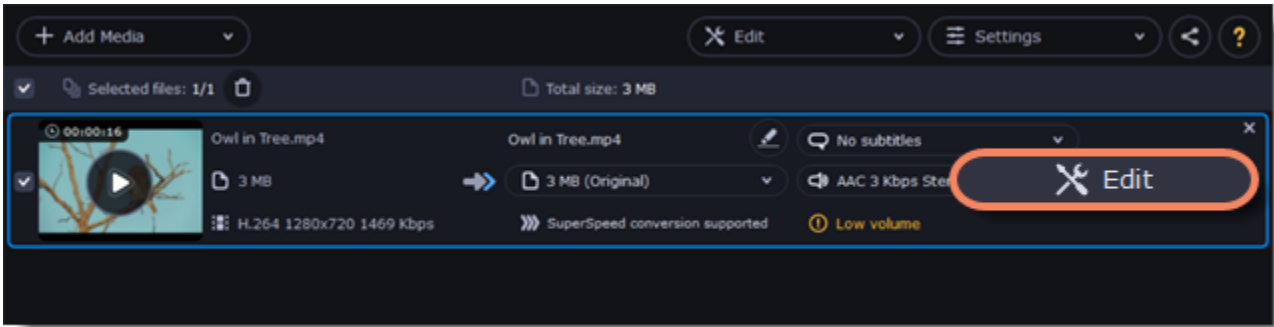 Add Media
Edit
Settings
?
Selected files: 1/1
Total size: 3 MB
00:00:16
Owl in Tree.mp4
Owl in Tree.mp4
No subtitles
3 MB
3 MB (Original)
AAC 3 Kbps
Edit
H.264 1280x720 1469 Kbps
SuperSpeed conversion supported
Low volume